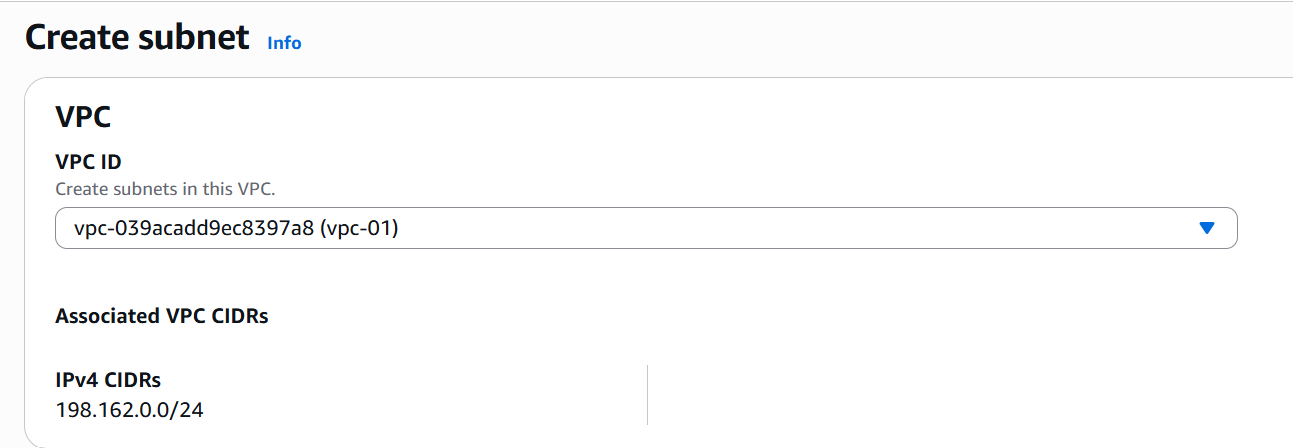 Create subnet Info
VPC
VPC ID
Create subnets in this VPC.
vpc-039acadd9ec8397a8 (vpc-01)
Associated VPC CIDRs
IPv4 CIDRs
198.162.0.0/24